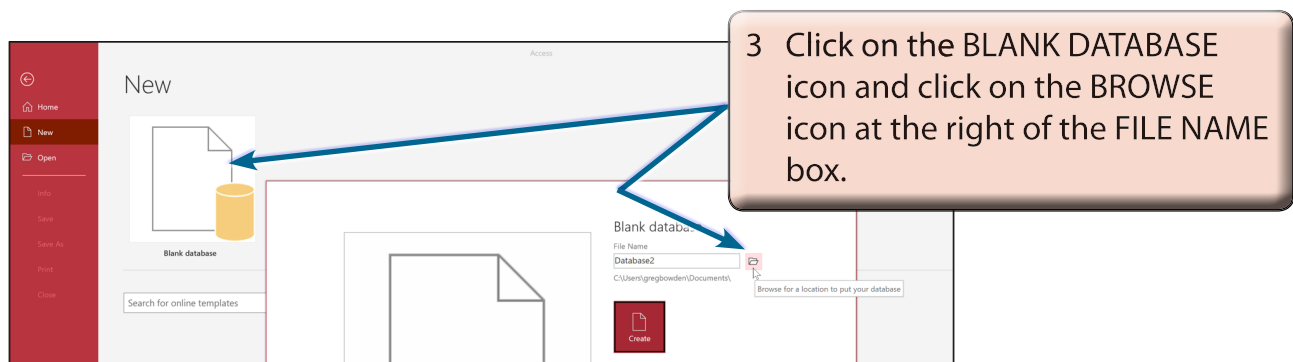 Access
3 Click on the BLANK DATABASE
icon and click on the BROWSE
icon at the right of the FILE NAME
box.
New
Home
New
Open
Info
Save
Save As
Print
Close
Blank database
Search for online templates
Blank database
File Name
Database2
C:\Users\gregbowden\Documents\
Browse for a location to put your database
Create